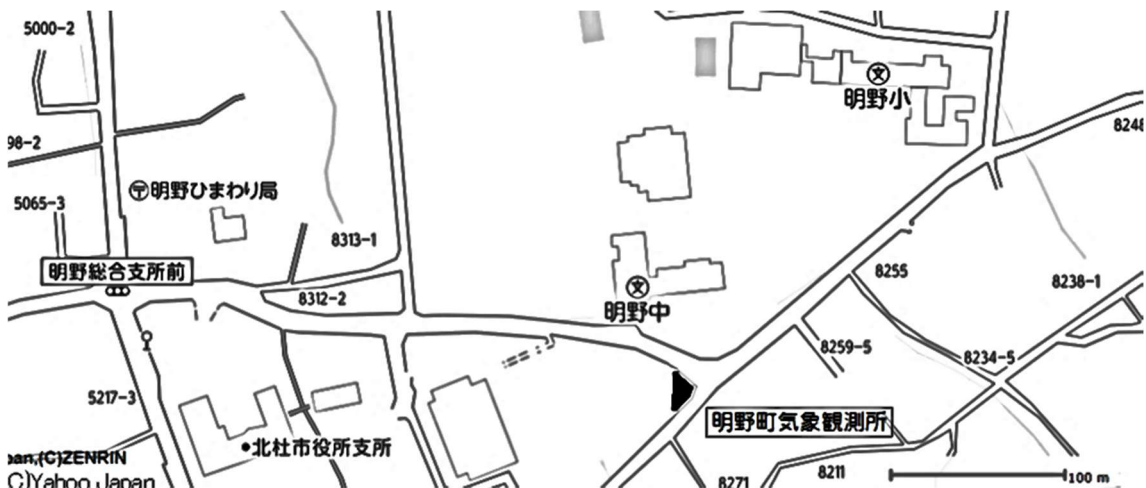 5000-2
明野小
8248
98-2
〒明野ひまわり局
5065-3
8313-1
明野総合支所前
8255
8238-1
8312-2
明野中
8259-5
8234-5
5217-3
明野町気象観測所
北杜市役所支所
pan,(C)ZENRIN
C)Yahoo Japan
8271
8211
100 m